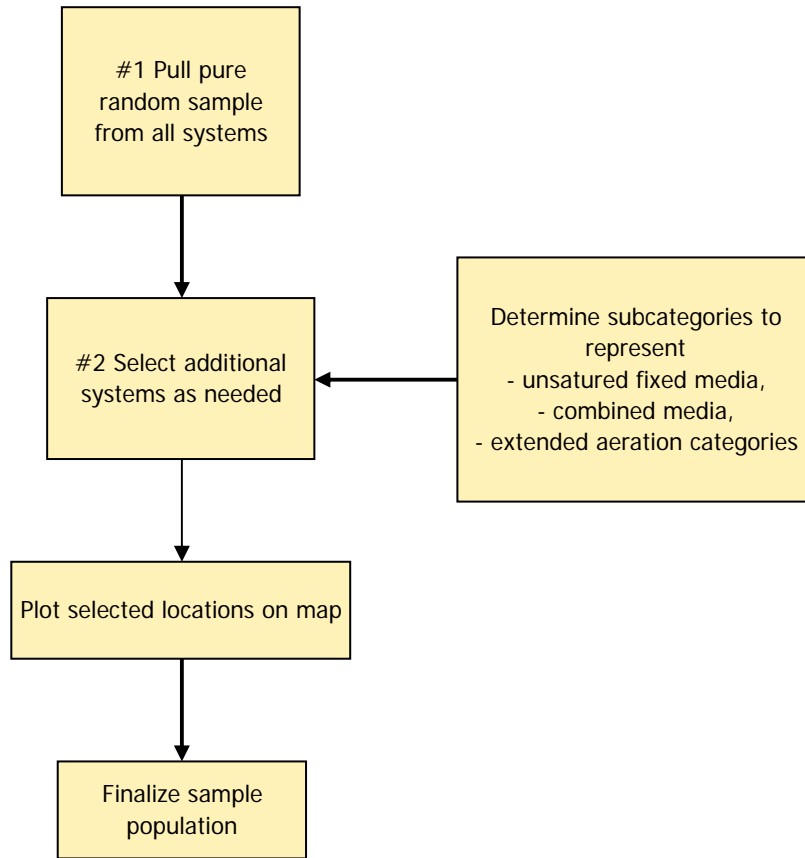 #1 Pull pure
random sample
from all systems
#2 Select additional
systems as needed
Determine subcategories to
represent
- unsatured fixed media,
- combined media,
- extended aeration categories
Plot selected locations on map
Finalize sample
population